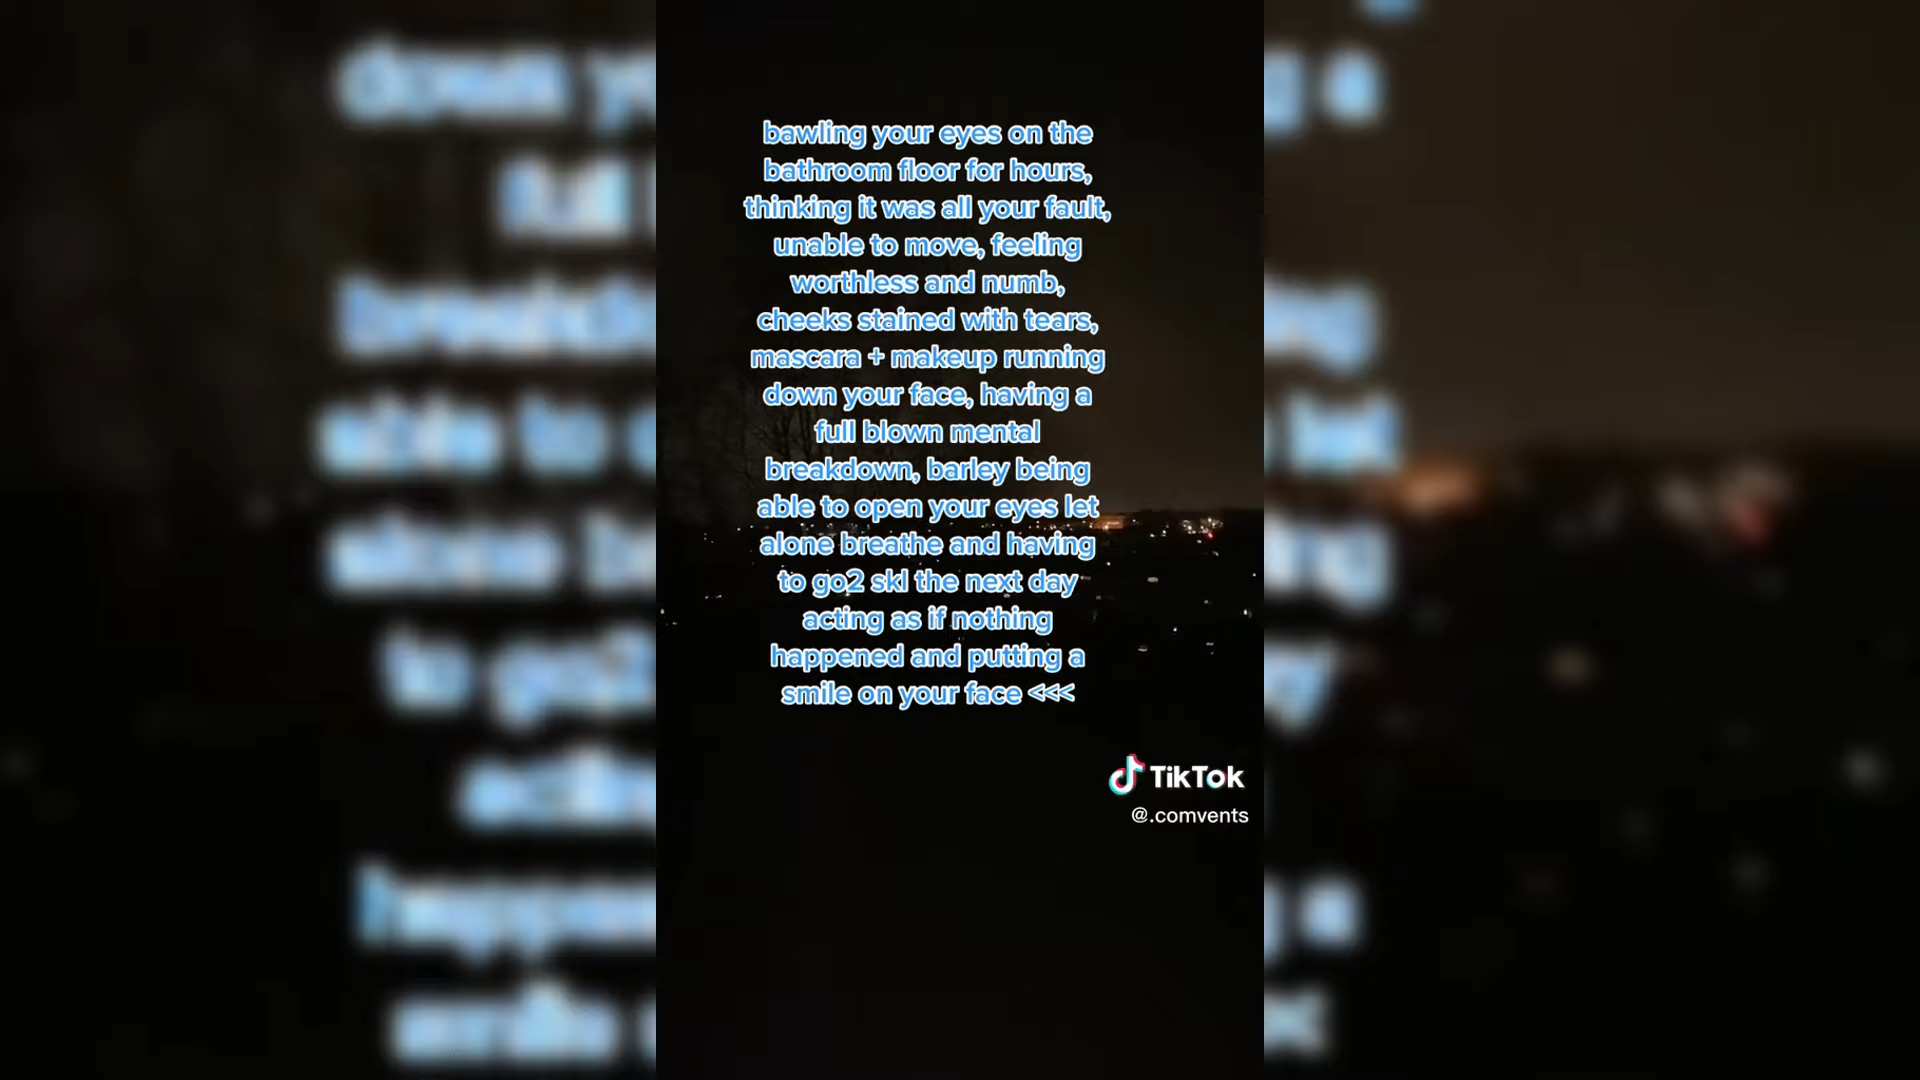 bawling your eyes on the
bathroom floor for hours,
thinking it was all your fault,
unable to move, feeling
worthless and numb,
cheeks stained with tears,
mascara + makeup running
down your face, having a
full blown mental
breakdown, barley being
able to open your eyes let
alone breathe and having
to go2 skl the next day
acting as if nothing
happened and putting a
smile on your face <<<
TikTok
@.comvents